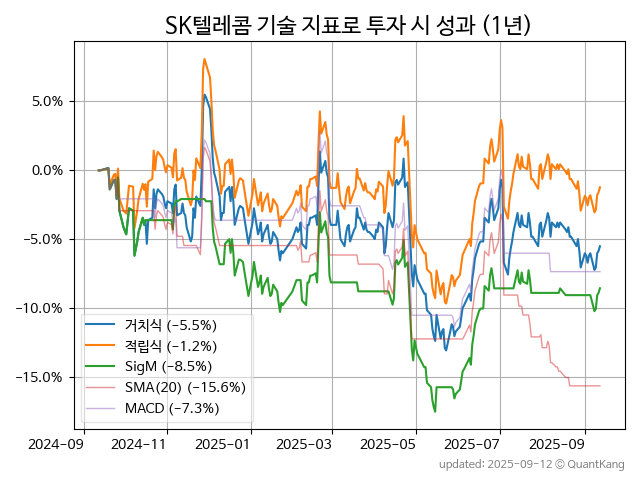 SK텔레콤 기술 지표로 투자 시 성과 (1년)
5.0%
0.0%
−5.0%
−10.0%
−15.0%
거치식 (−5.5%)
적립식 (−1.2%)
SigM (−8.5%)
SMA(20) (−15.6%)
MACD (−7.3%)
2024-09
2024-11
2025-01
2025-03
2025-05
2025-07
2025-09
updated: 2025-09-12 © QuantKang